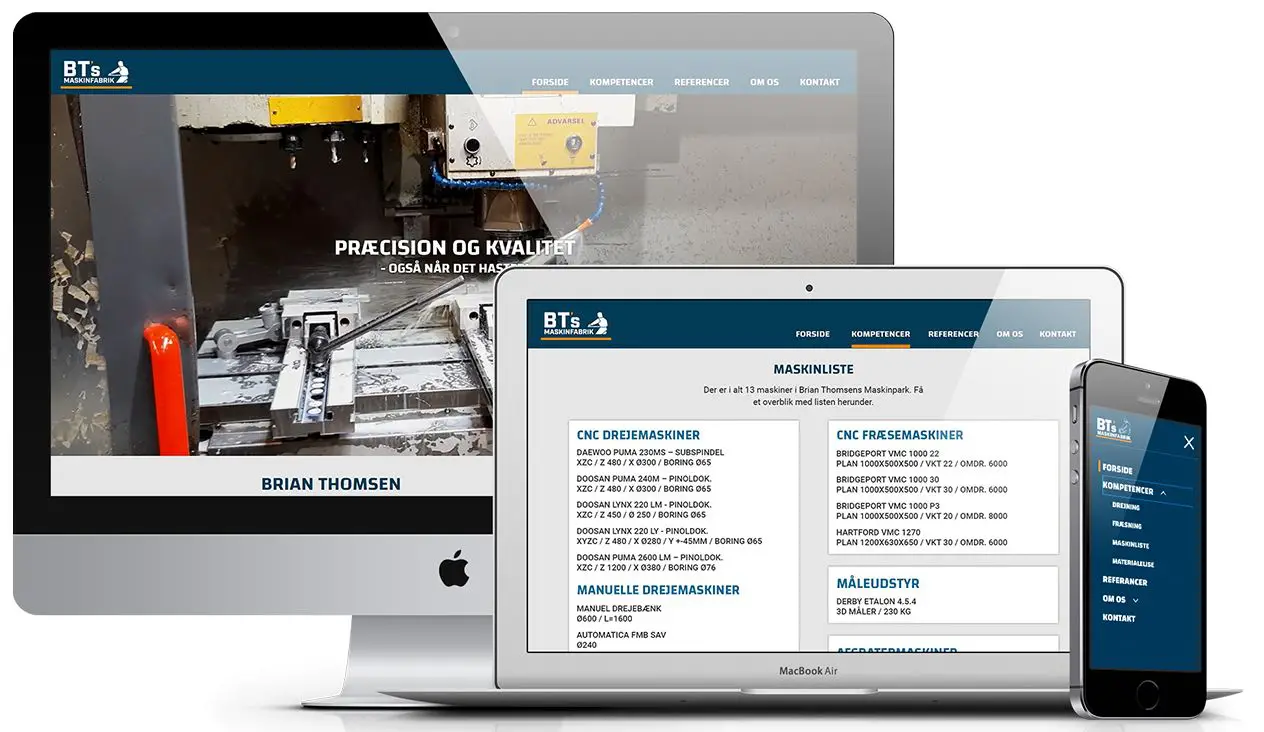 BT's
MASKINFABRIK
FORSIDE KOMPETENCER REFERENCER OM OS KONTAKT
ADVARSEL
PRÆCISION OG KVALITET
- OGSÅ NÅR DET HASTER
BRIAN THOMSEN
BT's
MASKINFABRIK
FORSIDE KOMPETENCER REFERENCER OM OS KONTAKT
MASKINLISTE
Der er i alt 13 maskiner i Brian Thomsens Maskinpark. Få
et overblik med listen herunder.
CNC DREJEMASKINER
DAEWOO PUMA 230MS – SUBSPINDEL
XZC / Z 480 / X Ø300 / BORING Ø65
DOOSAN PUMA 240M – PINOLDOK.
XZC / Z 480 / X Ø300 / BORING Ø65
DOOSAN LYNX 220 LM - PINOLDOK.
XZC / Z 450 / Ø 250 / BORING Ø65
DOOSAN LYNX 220 LY - PINOLDOK.
XYZC / Z 480 / X Ø280 / Y +-45MM / BORING Ø65
DOOSAN PUMA 2600 LM – PINOLDOK.
XZC / Z 1200 / X Ø380 / BORING Ø76
MANUELLE DREJEMASKINER
MANUEL DREJEBÆNK
Ø600 / L=1600
AUTOMATICA FMB SAV
Ø240
CNC FRÆSEMASKINER
BRIDGEPORT VMC 1000 22
PLAN 1000X500X500 / VKT 22 / OMDR. 6000
BRIDGEPORT VMC 1000 30
PLAN 1000X500X500 / VKT 30 / OMDR. 6000
BRIDGEPORT VMC 1000 P3
PLAN 1000X500X500 / VKT 20 / OMDR. 8000
HARTFORD VMC 1270
PLAN 1200X630X650 / VKT 30 / OMDR. 6000
MÅLEUDSTYR
DERBY ETALON 4.5.4
3D MÅLER / 230 KG
AFGRATERMASKINER
MacBook Air
BT's
MASKINFABRIK
X
FORSIDE
KOMPETENCER
DREJNING
FRÆSNING
MASKINLISTE
MATERIALELISE
REFERANCER
OM OS
KONTAKT